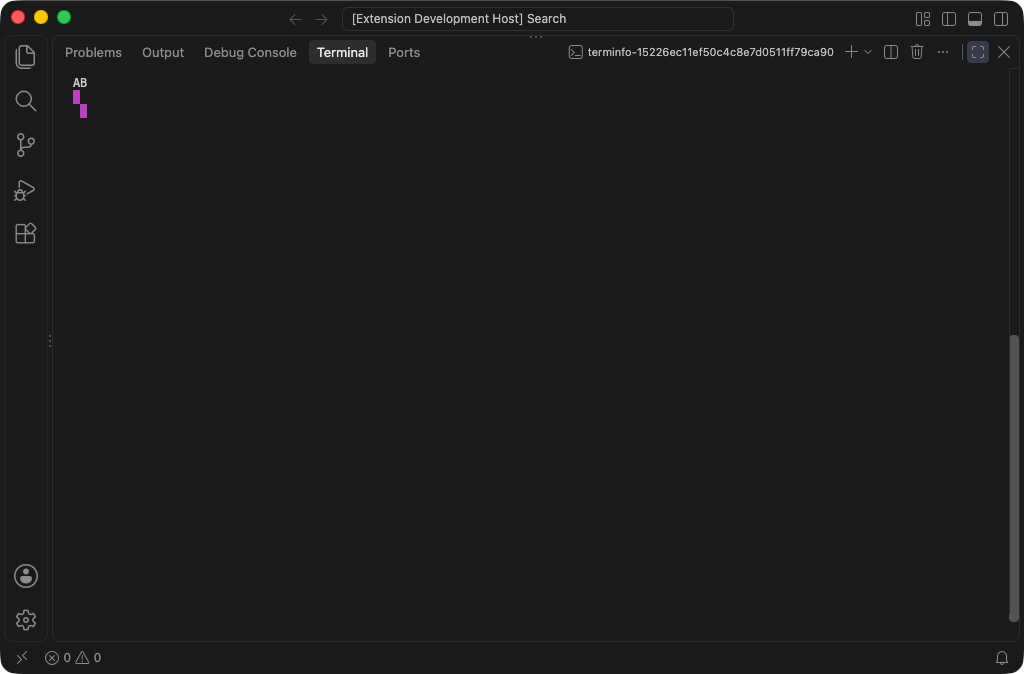 [Extension Development Host] Search
Problems Output Debug Console Terminal Ports terminfo-15226ec11ef50c4c8e7d0511ff79ca90
AB
0 0